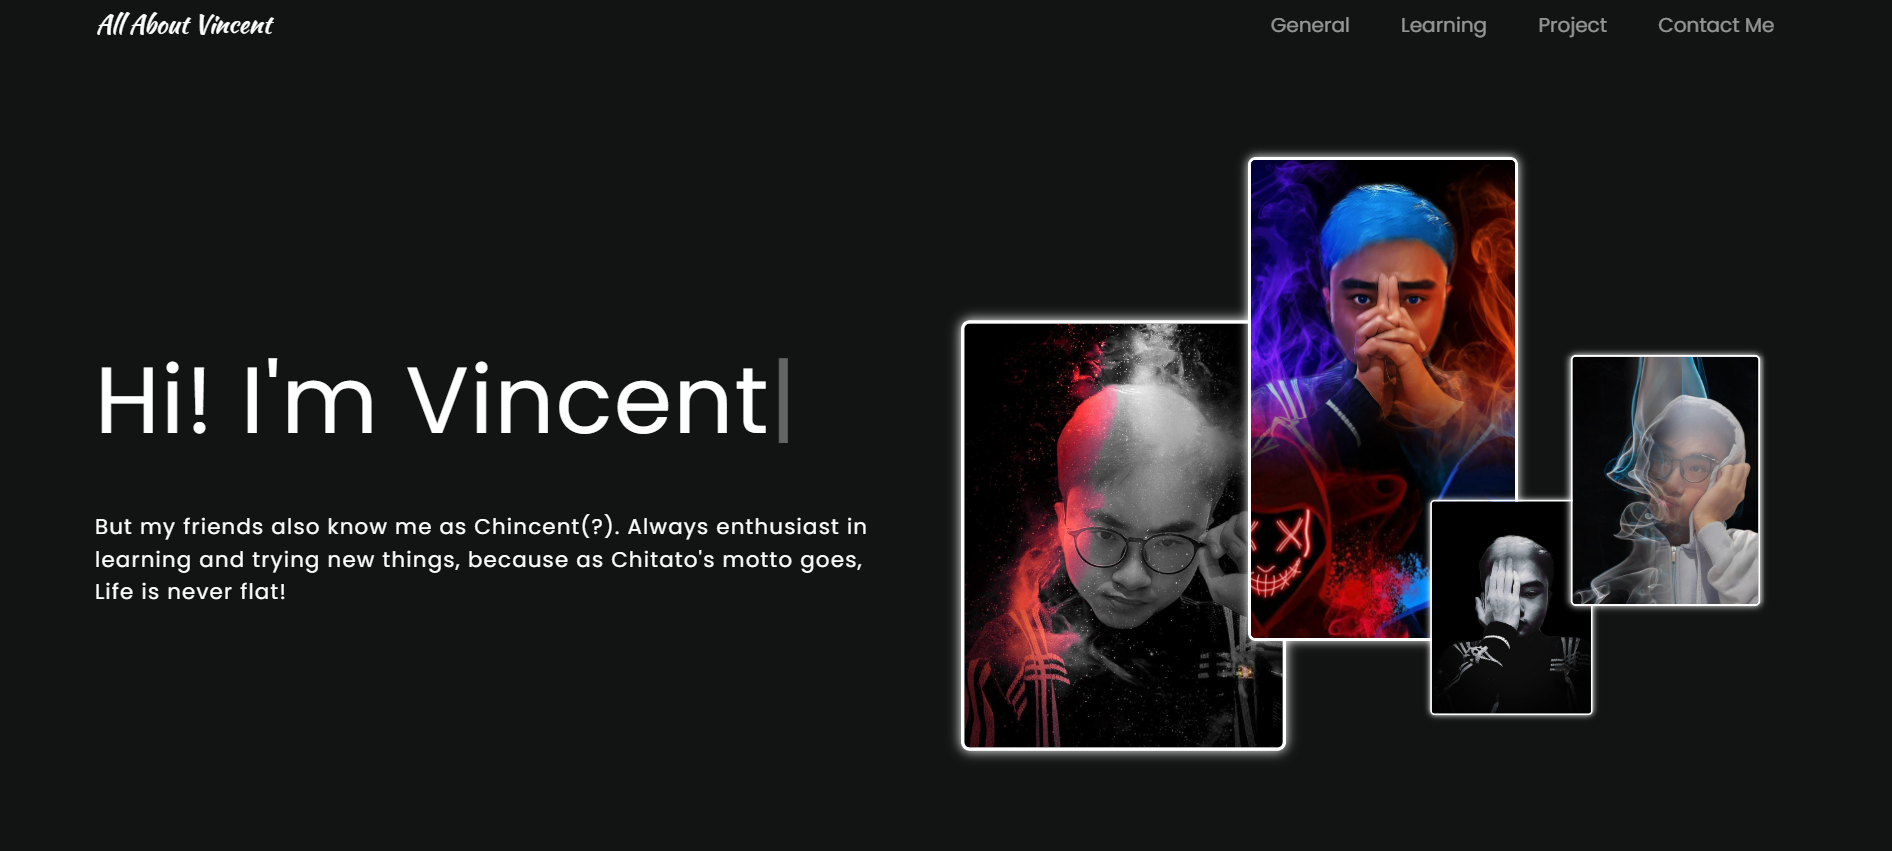 All About Vincent
General
Learning
Project
Contact Me
Hi! I'm Vincent
But my friends also know me as Chincent(?). Always enthusiast in
learning and trying new things, because as Chitato's motto goes,
Life is never flat!